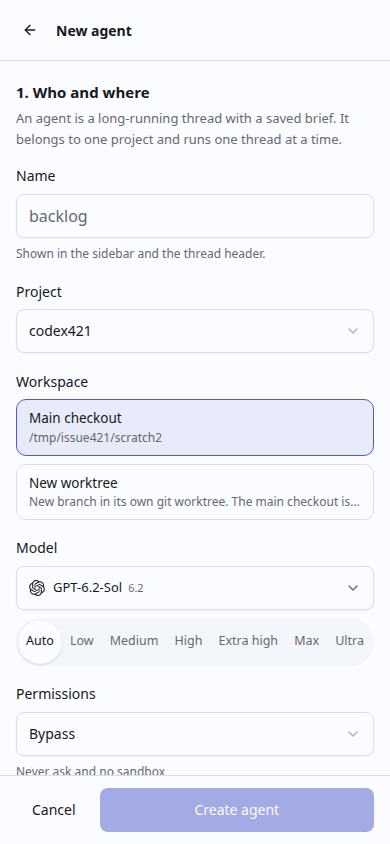 New agent
1. Who and where
An agent is a long-running thread with a saved brief. It
belongs to one project and runs one thread at a time.
Name
backlog
Shown in the sidebar and the thread header.
Project
codex421
Workspace
Main checkout
/tmp/issue421/scratch2
New worktree
New branch in its own git worktree. The main checkout is...
Model
GPT-6.2-Sol 6.2
Auto Low Medium High Extra high Max Ultra
Permissions
Bypass
Never ask and no sandbox
Cancel Create agent